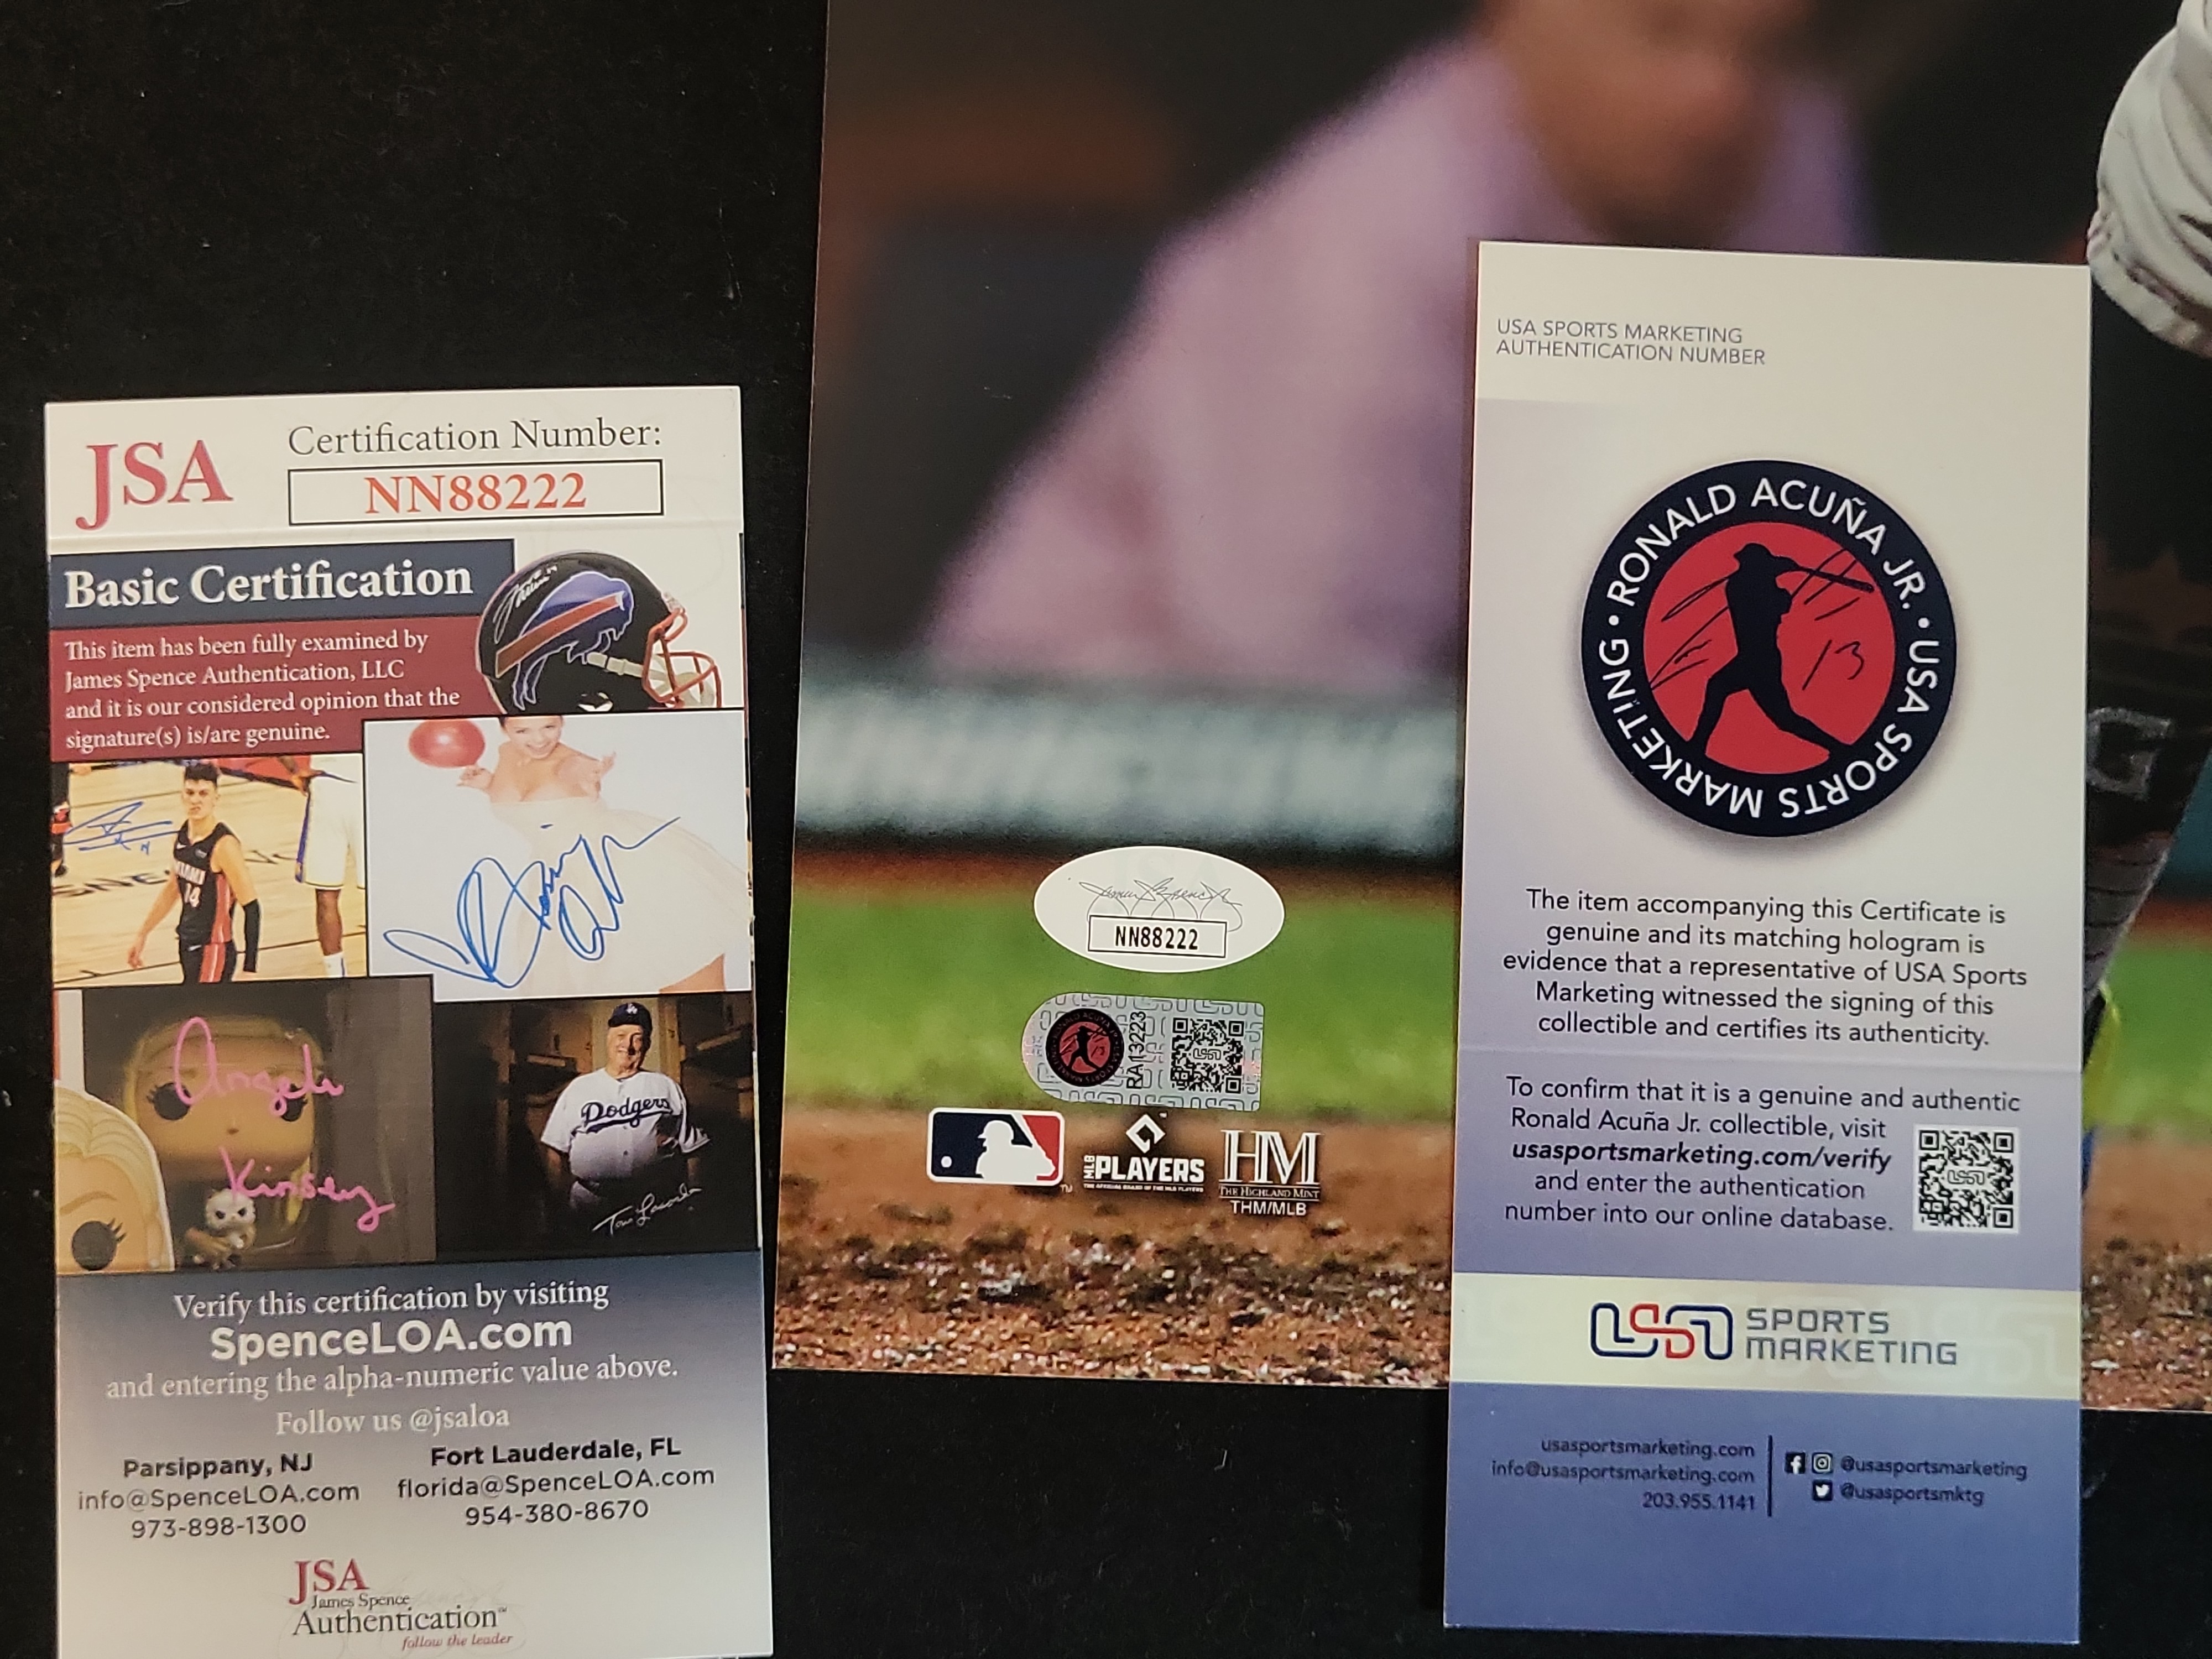 JSA
Certification Number:
NN88222
Basic Certification
This item has been fully examined by
James Spence Authentication, LLC
and it is our considered opinion that the
signature(s) is/are genuine.
14
Angela
Kinsey
Dodgers
Verify this certification by visiting
SpenceLOA.com
and entering the alpha-numeric value above.
Follow us @jsaloa
Parsippany, NJ
info@SpenceLOA.com
973-898-1300
Fort Lauderdale, FL
florida@SpenceLOA.com
954-380-8670
JSA
James Spence
Authentication
follow the leader
NN88222
RA13223
MLB PLAYERS
HM
THE HIGHLAND MINT
THM/MLB
USA SPORTS MARKETING
AUTHENTICATION NUMBER
RONALD ACUÑA JR. • USA SPORTS MARKETING •
13
The item accompanying this Certificate is
genuine and its matching hologram is
evidence that a representative of USA Sports
Marketing witnessed the signing of this
collectible and certifies its authenticity.
To confirm that it is a genuine and authentic
Ronald Acuña Jr. collectible, visit
usasportsmarketing.com/verify
and enter the authentication
number into our online database.
USA SPORTS
MARKETING
usasportsmarketing.com
info@usasportsmarketing.com
203.955.1141
@usasportsmarketing
@usasportsmktg